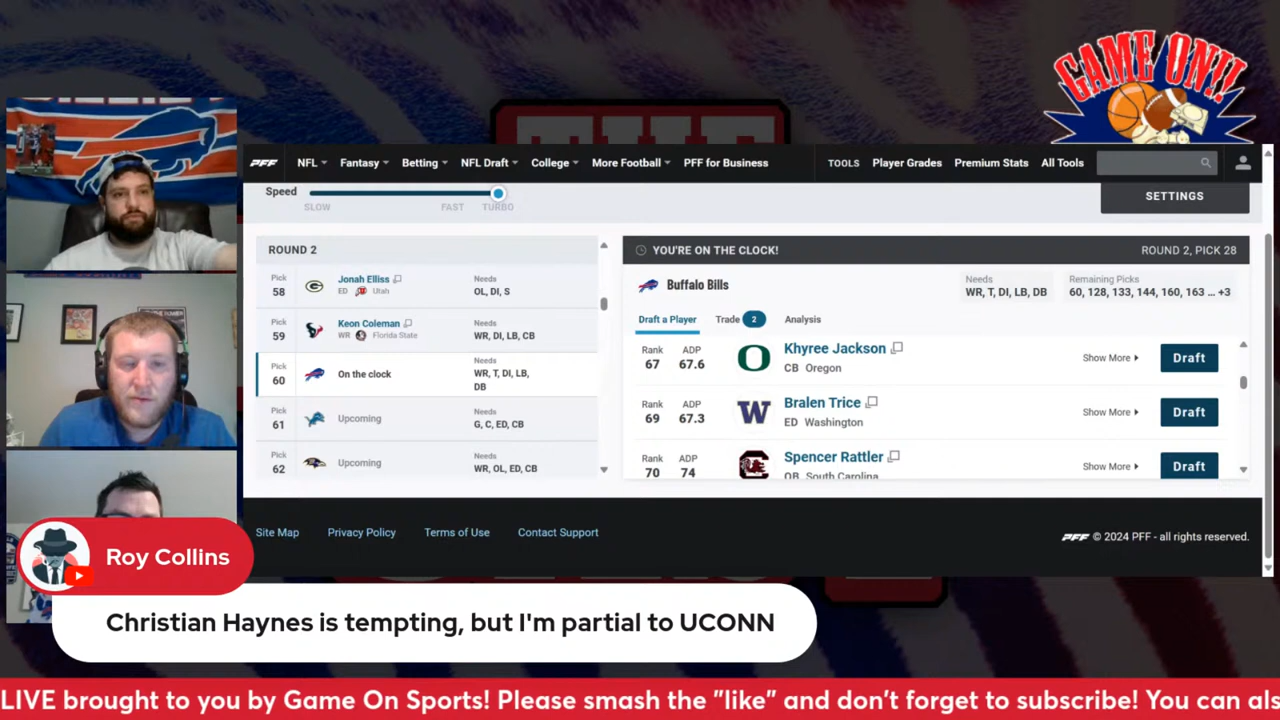 GAME ON!!
PFF NFL Fantasy Betting NFL Draft College More Football PFF for Business TOOLS Player Grades Premium Stats All Tools
Speed
SLOW FAST TURBO
SETTINGS
ROUND 2
Pick 58 Jonah Elliss ED Utah Needs OL, DI, S
Pick 59 Keon Coleman WR Florida State Needs WR, DI, LB, CB
Pick 60 On the clock Needs WR, T, DI, LB, DB
Pick 61 Upcoming Needs G, C, ED, CB
Pick 62 Upcoming Needs WR, OL, ED, CB
YOU'RE ON THE CLOCK! ROUND 2, PICK 28
Buffalo Bills Needs WR, T, DI, LB, DB Remaining Picks 60, 128, 133, 144, 160, 163 ... +3
Draft a Player Trade 2 Analysis
Rank 67 ADP 67.6 Khyree Jackson CB Oregon Show More Draft
Rank 69 ADP 67.3 Bralen Trice ED Washington Show More Draft
Rank 70 ADP 74 Spencer Rattler QB South Carolina Show More Draft
Site Map Privacy Policy Terms of Use Contact Support PFF © 2024 PFF - all rights reserved.
Roy Collins
Christian Haynes is tempting, but I'm partial to UCONN
LIVE brought to you by Game On Sports! Please smash the "like" and don't forget to subscribe! You can als